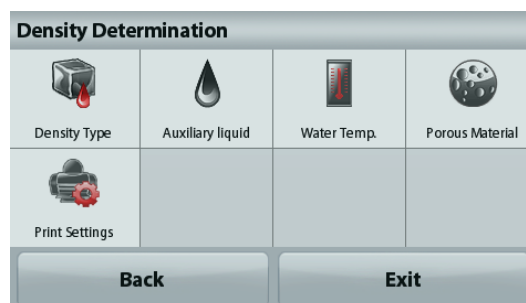 Density Determination
Density Type
Auxiliary liquid
Water Temp.
Porous Material
Print Settings
Back
Exit